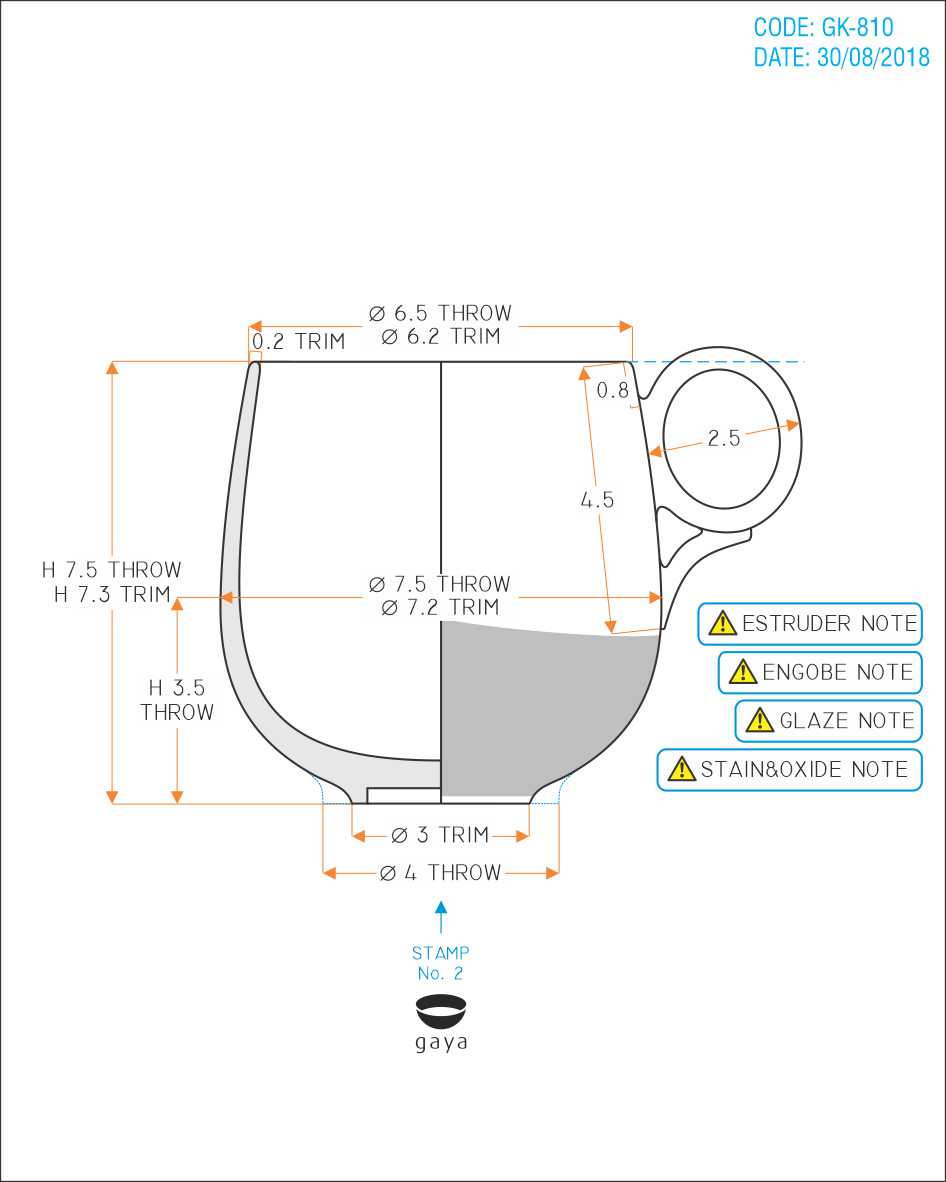 CODE: GK-810
DATE: 30/08/2018
Ø 6.5 THROW
Ø 6.2 TRIM
0.2 TRIM
0.8
2.5
4.5
H 7.5 THROW
H 7.3 TRIM
Ø 7.5 THROW
Ø 7.2 TRIM
ESTRUDER NOTE
ENGOBE NOTE
H 3.5
THROW
GLAZE NOTE
STAIN&OXIDE NOTE
Ø 3 TRIM
Ø 4 THROW
STAMP
No. 2
gaya